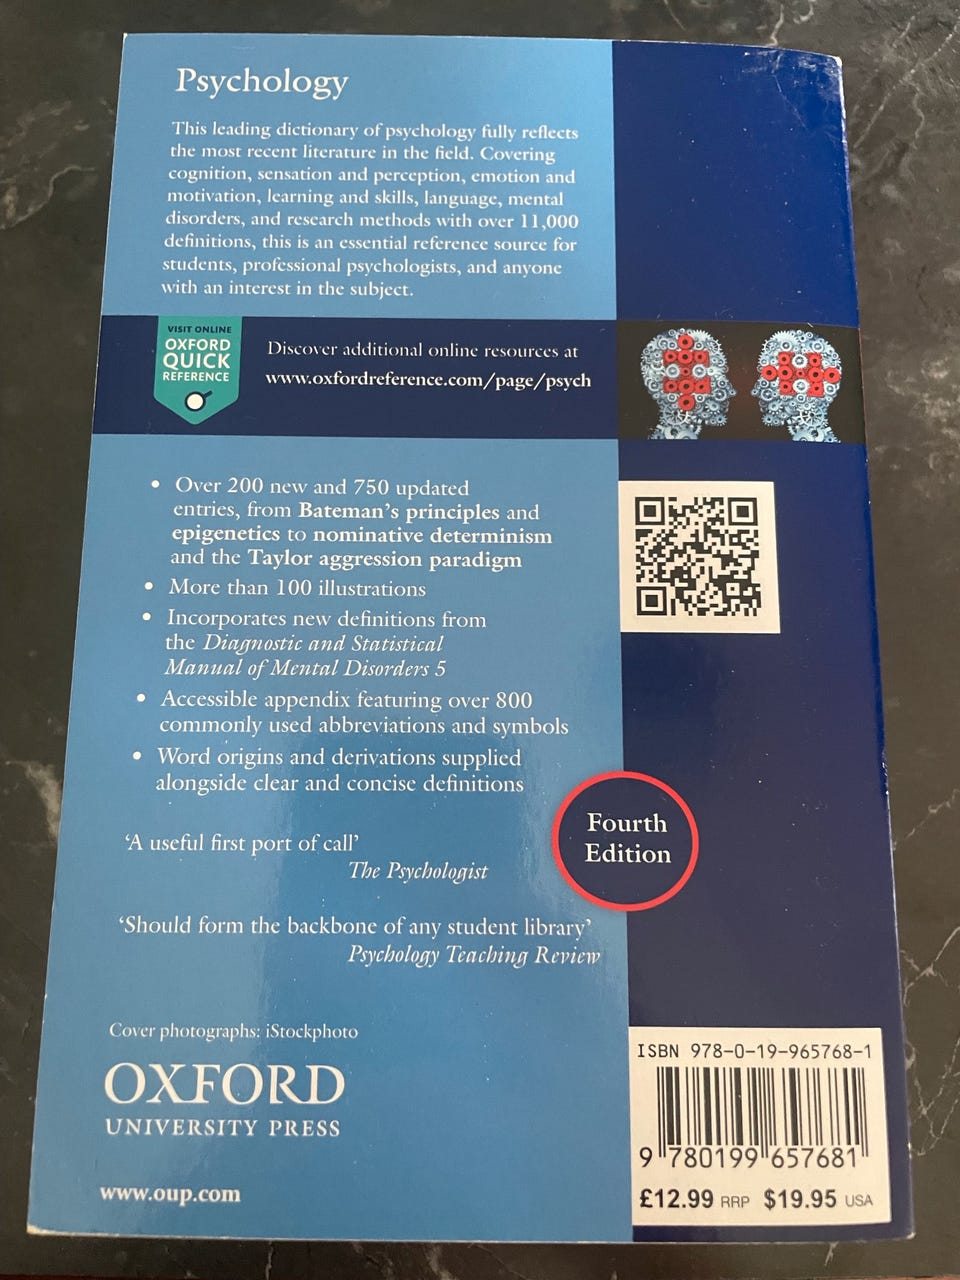 Psychology
This leading dictionary of psychology fully reflects
the most recent literature in the field. Covering
cognition, sensation and perception, emotion and
motivation, learning and skills, language, mental
disorders, and research methods with over 11,000
definitions, this is an essential reference source for
students, professional psychologists, and anyone
with an interest in the subject.
VISIT ONLINE
OXFORD
QUICK
REFERENCE
Discover additional online resources at
www.oxfordreference.com/page/psych
• Over 200 new and 750 updated
entries, from Bateman's principles and
epigenetics to nominative determinism
and the Taylor aggression paradigm
• More than 100 illustrations
• Incorporates new definitions from
the Diagnostic and Statistical
Manual of Mental Disorders 5
• Accessible appendix featuring over 800
commonly used abbreviations and symbols
• Word origins and derivations supplied
alongside clear and concise definitions
Fourth
Edition
‘A useful first port of call’
The Psychologist
‘Should form the backbone of any student library’
Psychology Teaching Review
Cover photographs: iStockphoto
OXFORD
UNIVERSITY PRESS
www.oup.com
ISBN 978-0-19-965768-1
9 780199 657681
£12.99 RRP $19.95 USA